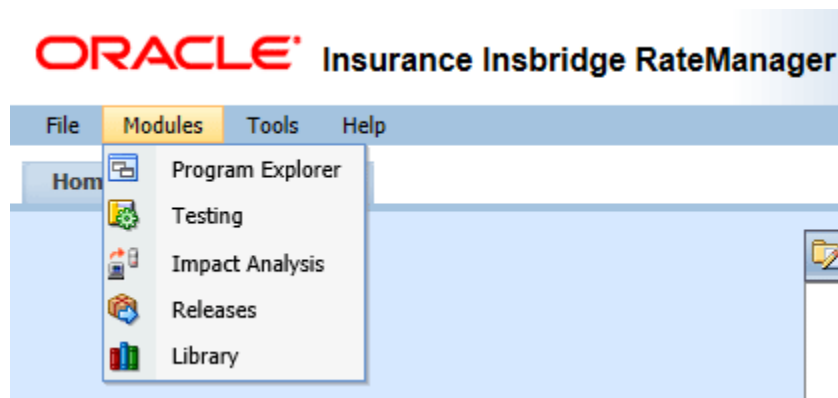 ORACLE Insurance Insbridge RateManager
File Modules Tools Help
Program Explorer
Testing
Impact Analysis
Releases
Library